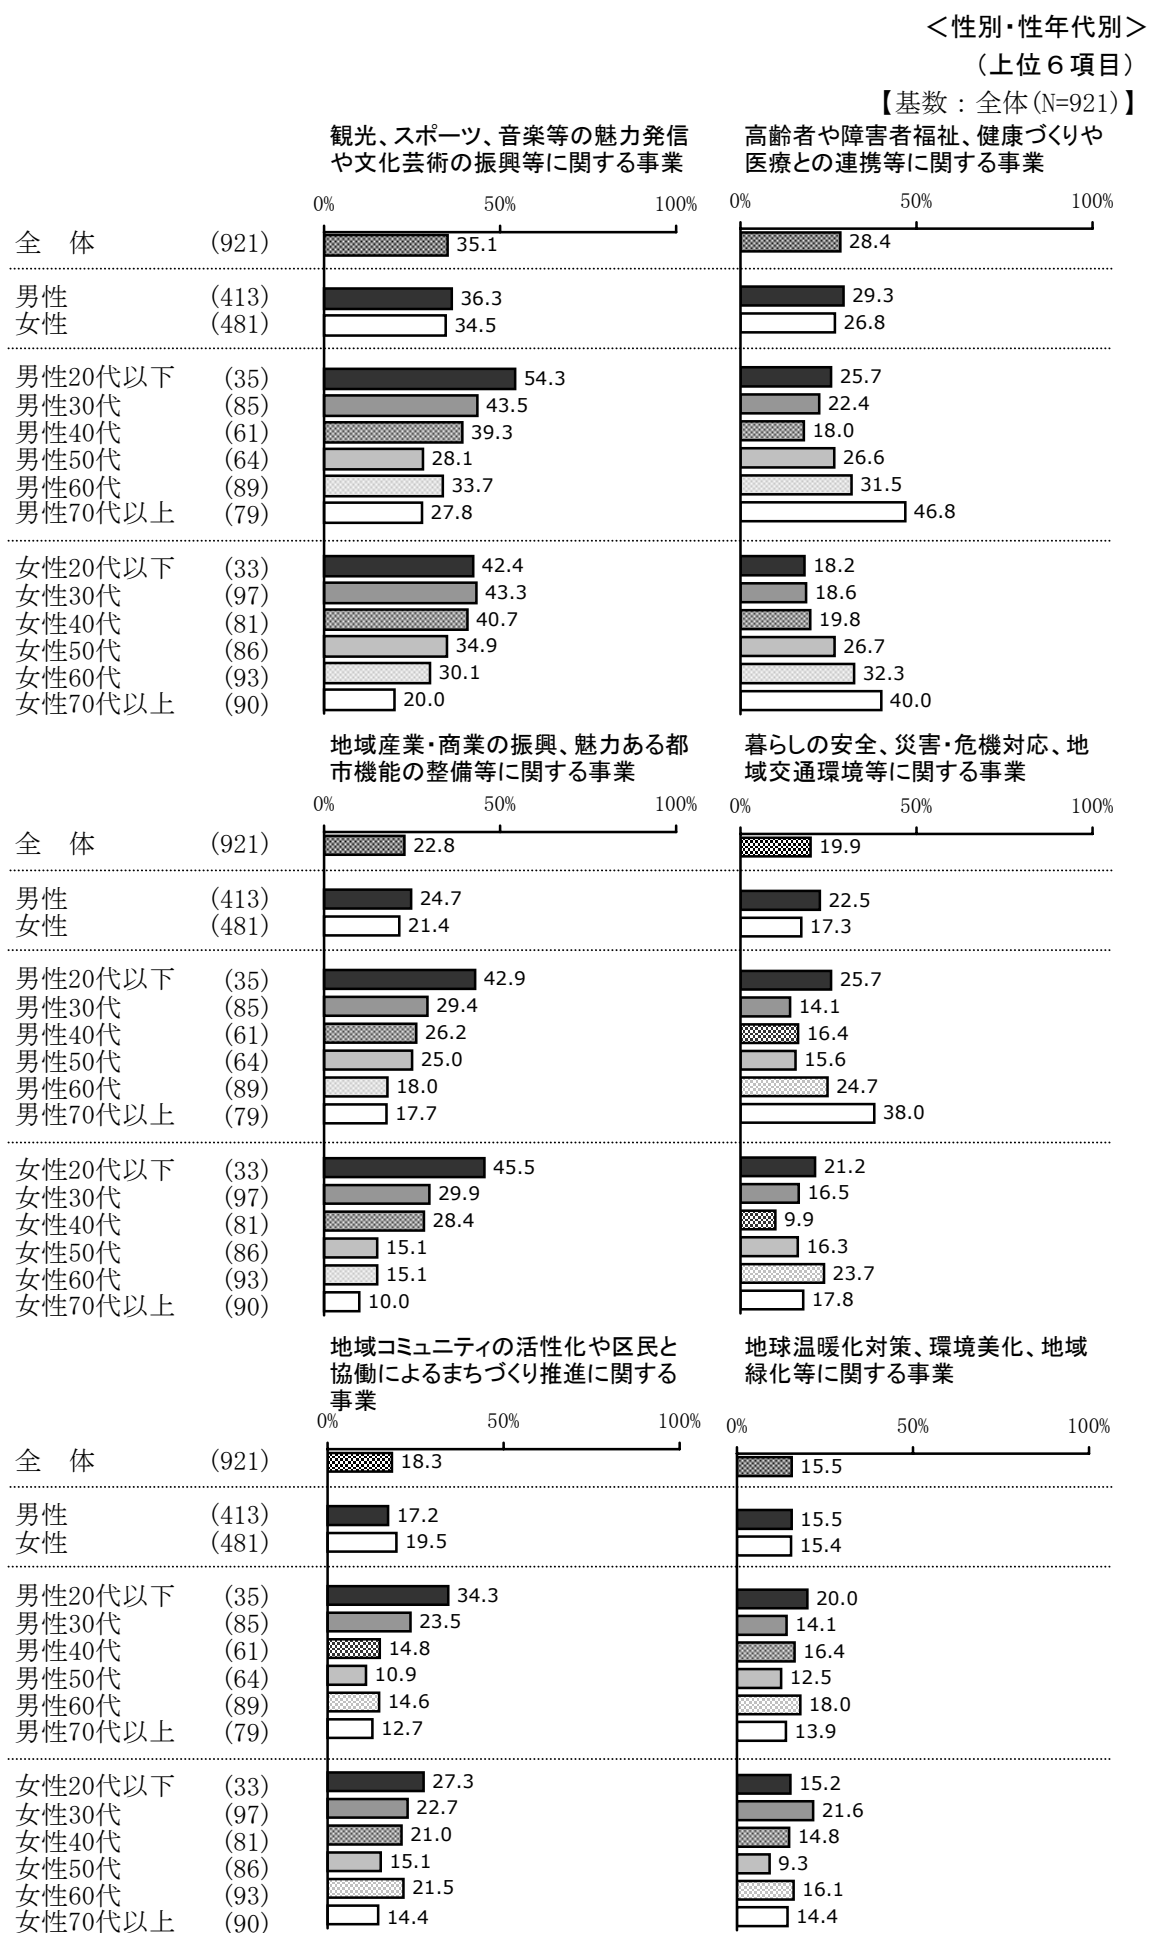 ＜性別・性年代別＞
（上位６項目）
【基数：全体(N=921)】
観光、スポーツ、音楽等の魅力発信
や文化芸術の振興等に関する事業
高齢者や障害者福祉、健康づくりや
医療との連携等に関する事業
0% 50% 100% 0% 50% 100%
全　体 (921) 35.1 28.4
男性 (413) 36.3 29.3
女性 (481) 34.5 26.8
男性20代以下 (35) 54.3 25.7
男性30代 (85) 43.5 22.4
男性40代 (61) 39.3 18.0
男性50代 (64) 28.1 26.6
男性60代 (89) 33.7 31.5
男性70代以上 (79) 27.8 46.8
女性20代以下 (33) 42.4 18.2
女性30代 (97) 43.3 18.6
女性40代 (81) 40.7 19.8
女性50代 (86) 34.9 26.7
女性60代 (93) 30.1 32.3
女性70代以上 (90) 20.0 40.0
地域産業・商業の振興、魅力ある都
市機能の整備等に関する事業
暮らしの安全、災害・危機対応、地
域交通環境等に関する事業
0% 50% 100% 0% 50% 100%
全　体 (921) 22.8 19.9
男性 (413) 24.7 22.5
女性 (481) 21.4 17.3
男性20代以下 (35) 42.9 25.7
男性30代 (85) 29.4 14.1
男性40代 (61) 26.2 16.4
男性50代 (64) 25.0 15.6
男性60代 (89) 18.0 24.7
男性70代以上 (79) 17.7 38.0
女性20代以下 (33) 45.5 21.2
女性30代 (97) 29.9 16.5
女性40代 (81) 28.4 9.9
女性50代 (86) 15.1 16.3
女性60代 (93) 15.1 23.7
女性70代以上 (90) 10.0 17.8
地域コミュニティの活性化や区民と
協働によるまちづくり推進に関する
事業
地球温暖化対策、環境美化、地域
緑化等に関する事業
0% 50% 100% 0% 50% 100%
全　体 (921) 18.3 15.5
男性 (413) 17.2 15.5
女性 (481) 19.5 15.4
男性20代以下 (35) 34.3 20.0
男性30代 (85) 23.5 14.1
男性40代 (61) 14.8 16.4
男性50代 (64) 10.9 12.5
男性60代 (89) 14.6 18.0
男性70代以上 (79) 12.7 13.9
女性20代以下 (33) 27.3 15.2
女性30代 (97) 22.7 21.6
女性40代 (81) 21.0 14.8
女性50代 (86) 15.1 9.3
女性60代 (93) 21.5 16.1
女性70代以上 (90) 14.4 14.4